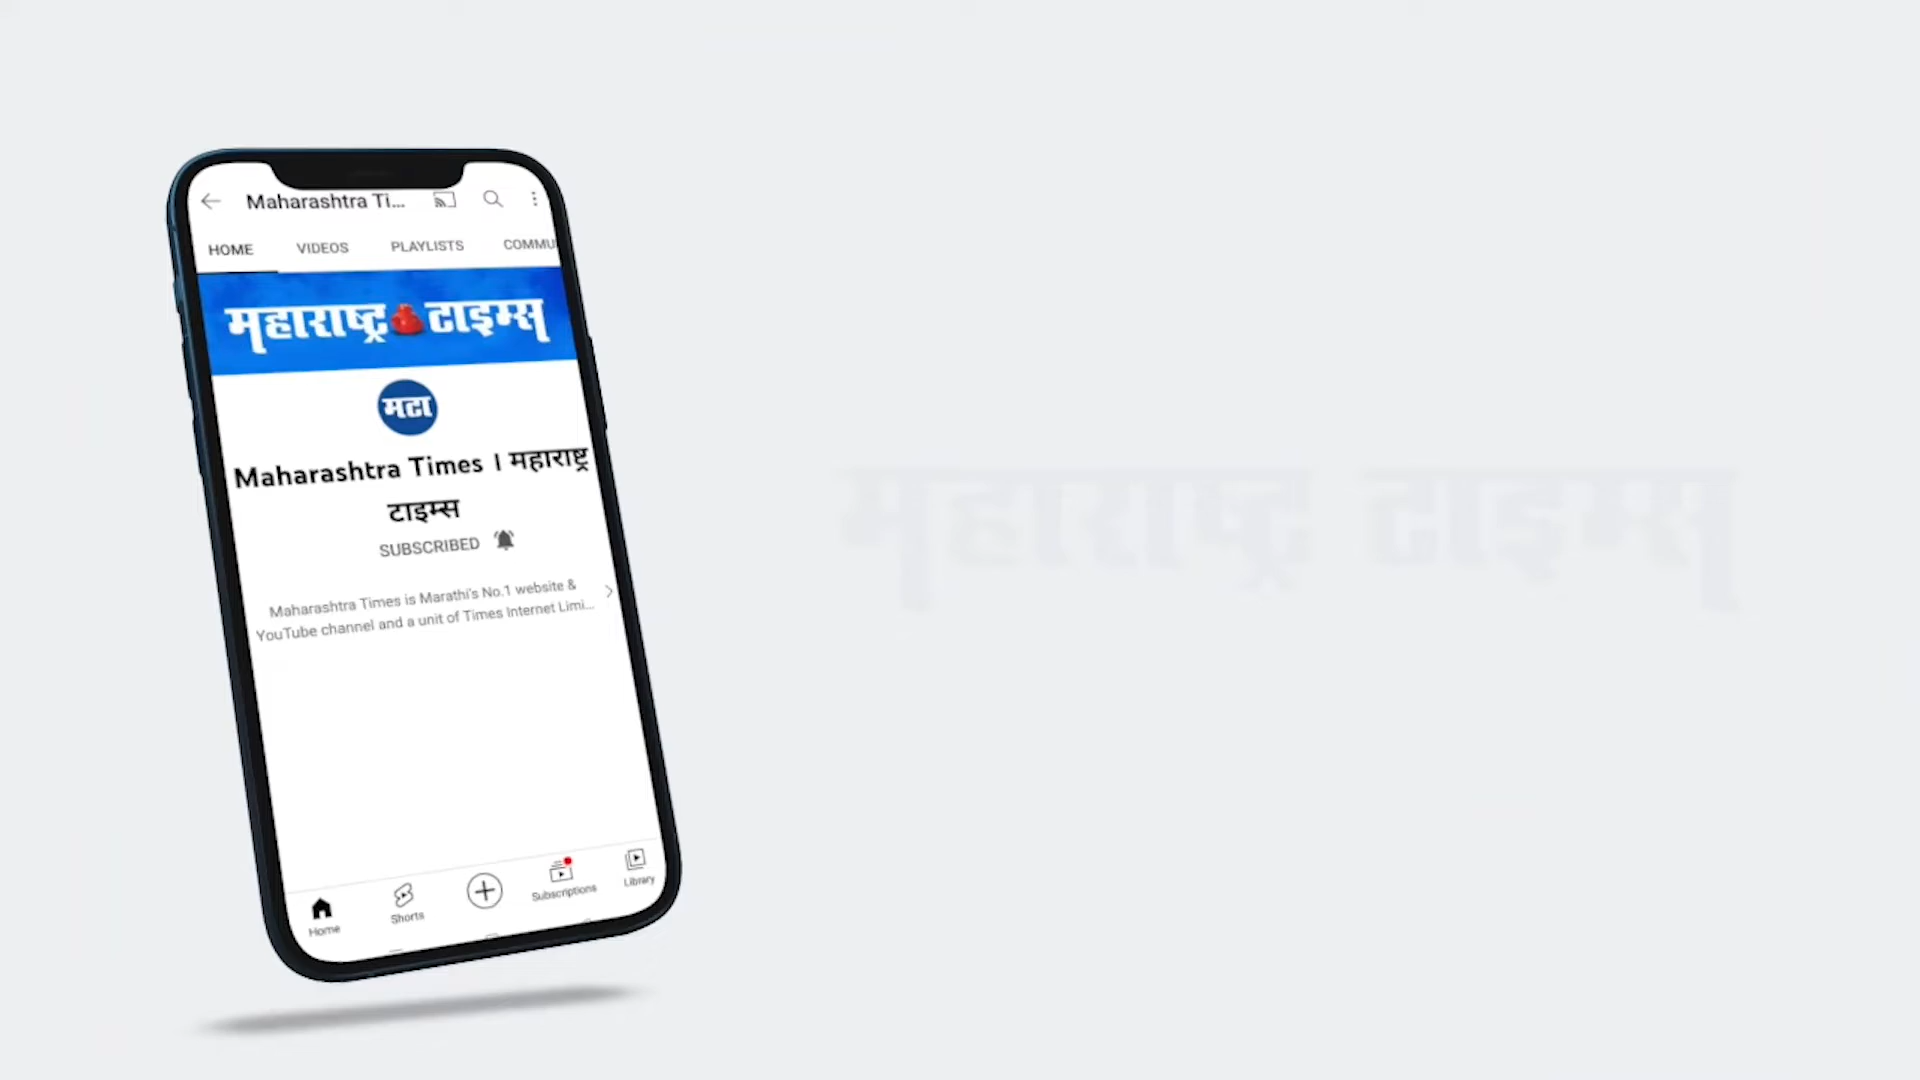 Maharashtra Ti...
HOME VIDEOS PLAYLISTS COMMU
महाराष्ट्र टाइम्स
मटा
Maharashtra Times । महाराष्ट्र
टाइम्स
SUBSCRIBED
Maharashtra Times is Marathi's No.1 website &
YouTube channel and a unit of Times Internet Limi...
Home Shorts Subscriptions Library
महाराष्ट्र टाइम्स